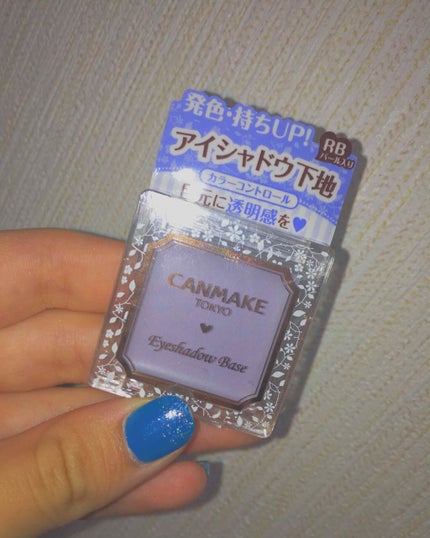 発色・持ちUP!
RB
パール入り
アイシャドウ下地
カラーコントロール
目元に透明感を♥
CANMAKE
TOKYO
♥
Eyeshadow Base